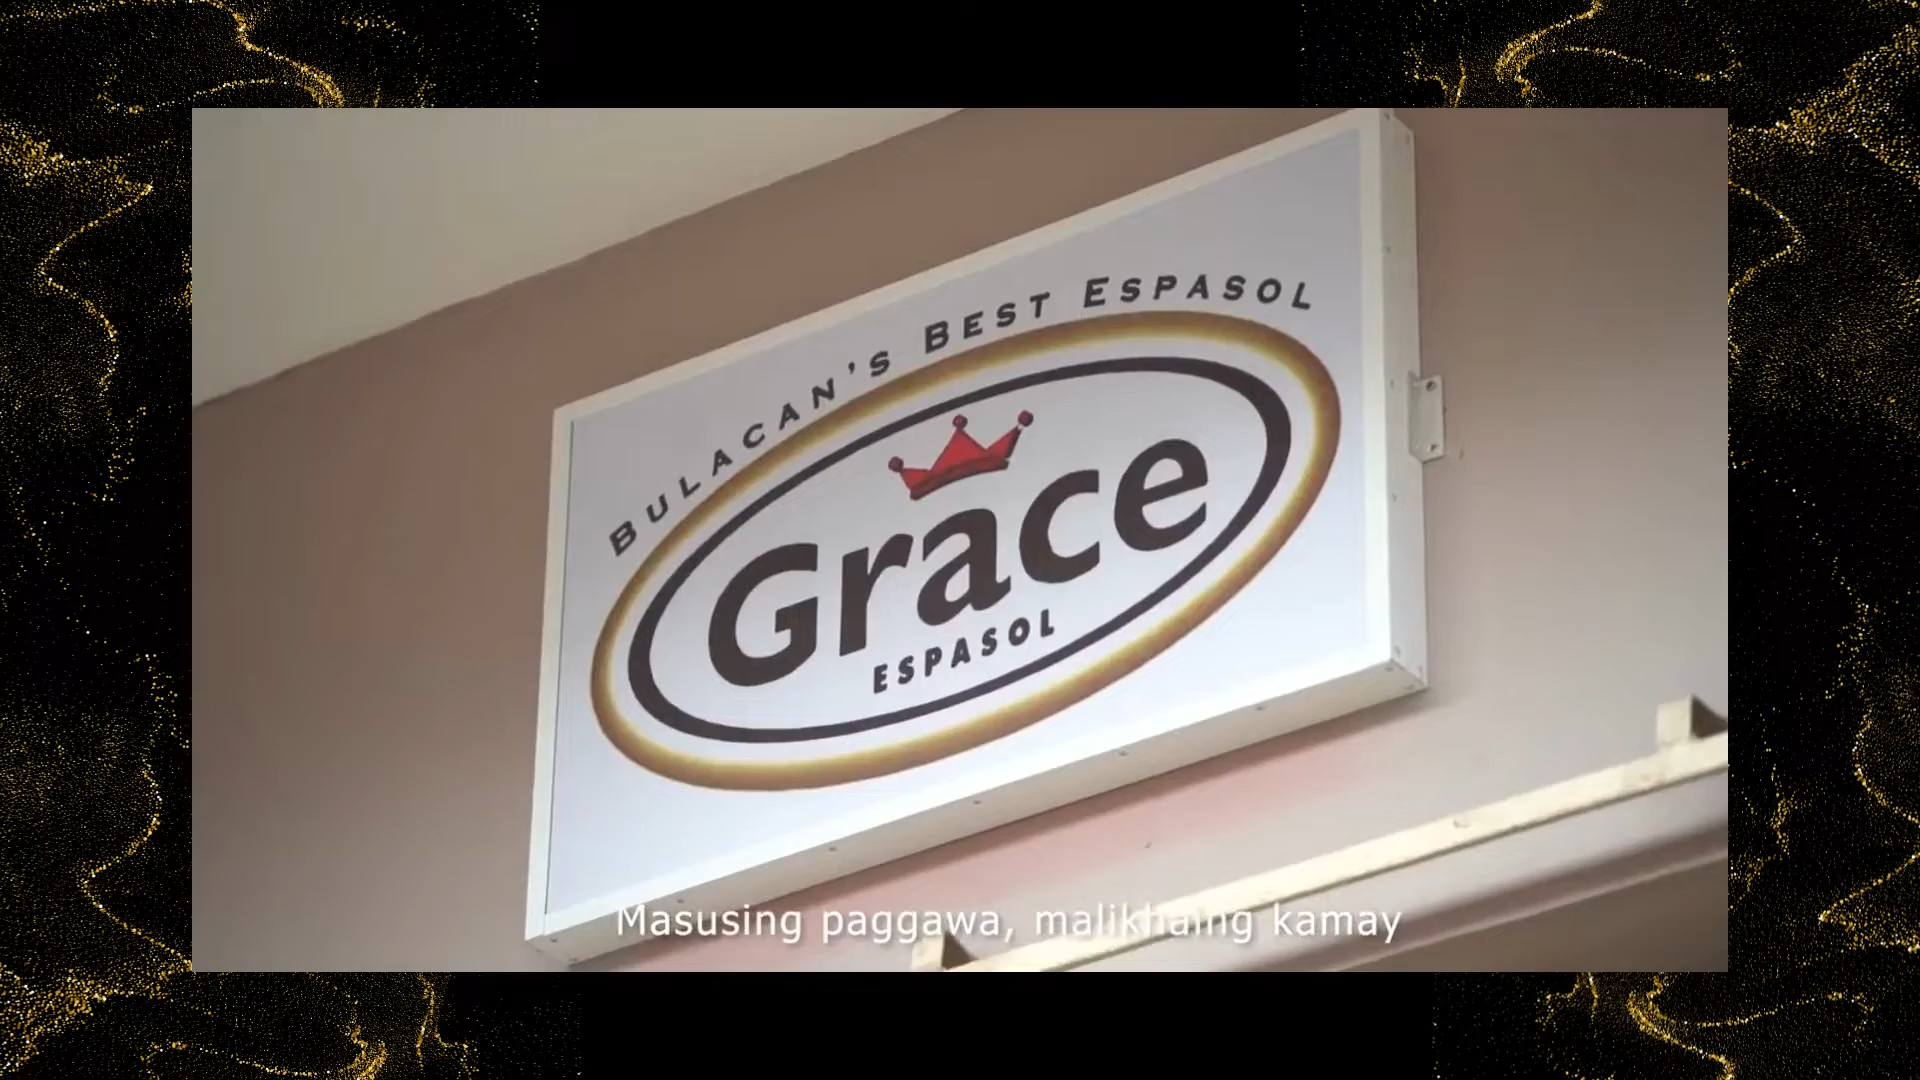 BULACAN'S BEST ESPASOL
Grace
ESPASOL
Masusing paggawa, malikhaing kamay